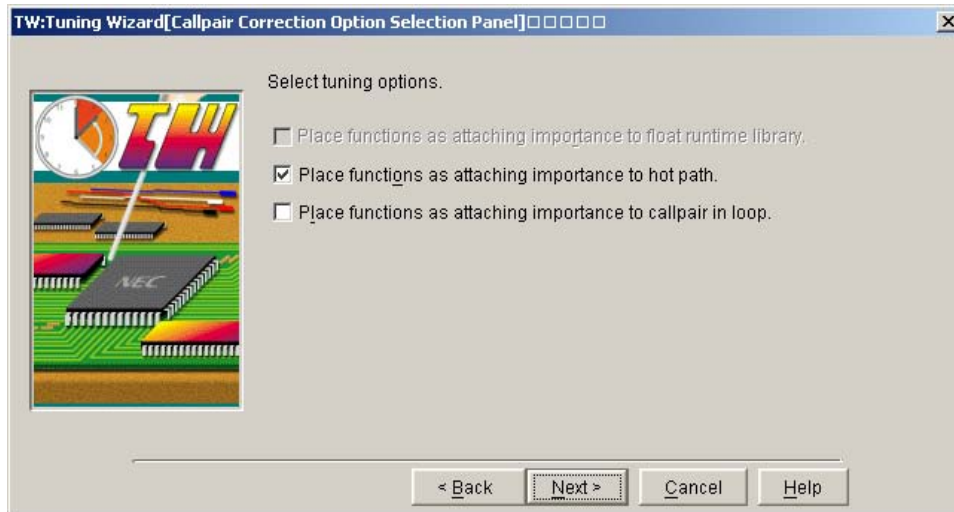 TW:Tuning Wizard[Callpair Correction Option Selection Panel]□□□□□
Select tuning options.
TW
NEC
Place functions as attaching importance to float runtime library.
Place functions as attaching importance to hot path.
Place functions as attaching importance to callpair in loop.
< Back
Next >
Cancel
Help